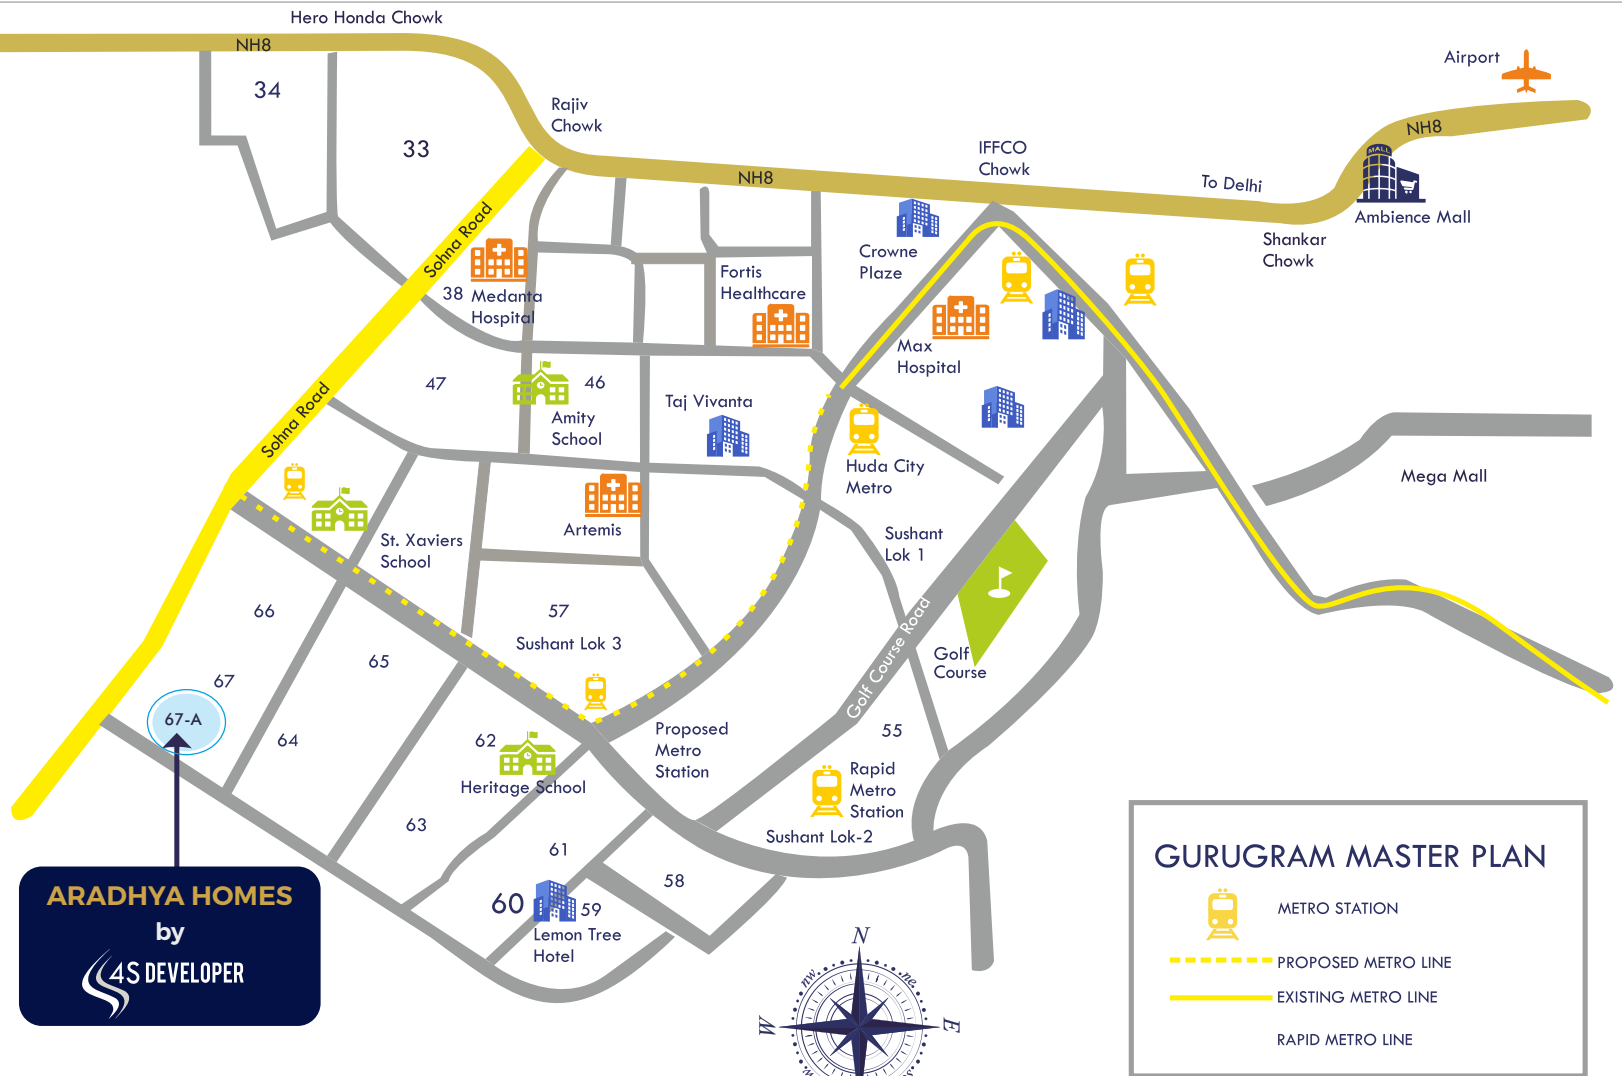 Hero Honda Chowk
NH8
34
33
Rajiv
Chowk
Airport
NH8
IFFCO
Chowk
NH8
To Delhi
MALL
Ambience Mall
Shankar
Chowk
Sohna Road
Crowne
Plaze
38 Medanta
Hospital
Fortis
Healthcare
Max
Hospital
47
46
Amity
School
Taj Vivanta
Sohna Road
Huda City
Metro
Mega Mall
St. Xaviers
School
Artemis
Sushant
Lok 1
66
57
Sushant Lok 3
65
Golf Course Road
Golf
Course
67
67-A
64
62
Heritage School
Proposed
Metro
Station
55
Rapid
Metro
Station
Sushant Lok-2
63
61
58
60
59
Lemon Tree
Hotel
ARADHYA HOMES
by
4S DEVELOPER
N
nw
ne
W
E
GURUGRAM MASTER PLAN
METRO STATION
PROPOSED METRO LINE
EXISTING METRO LINE
RAPID METRO LINE